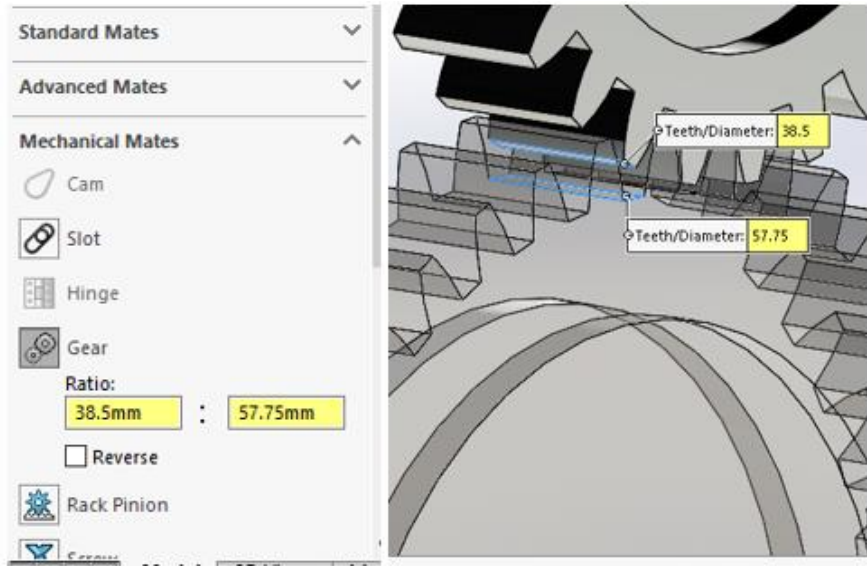 Standard Mates
Advanced Mates
Mechanical Mates
Cam
Slot
Hinge
Gear
Ratio:
38.5mm : 57.75mm
Reverse
Rack Pinion
Screw
Teeth/Diameter: 38.5
Teeth/Diameter: 57.75